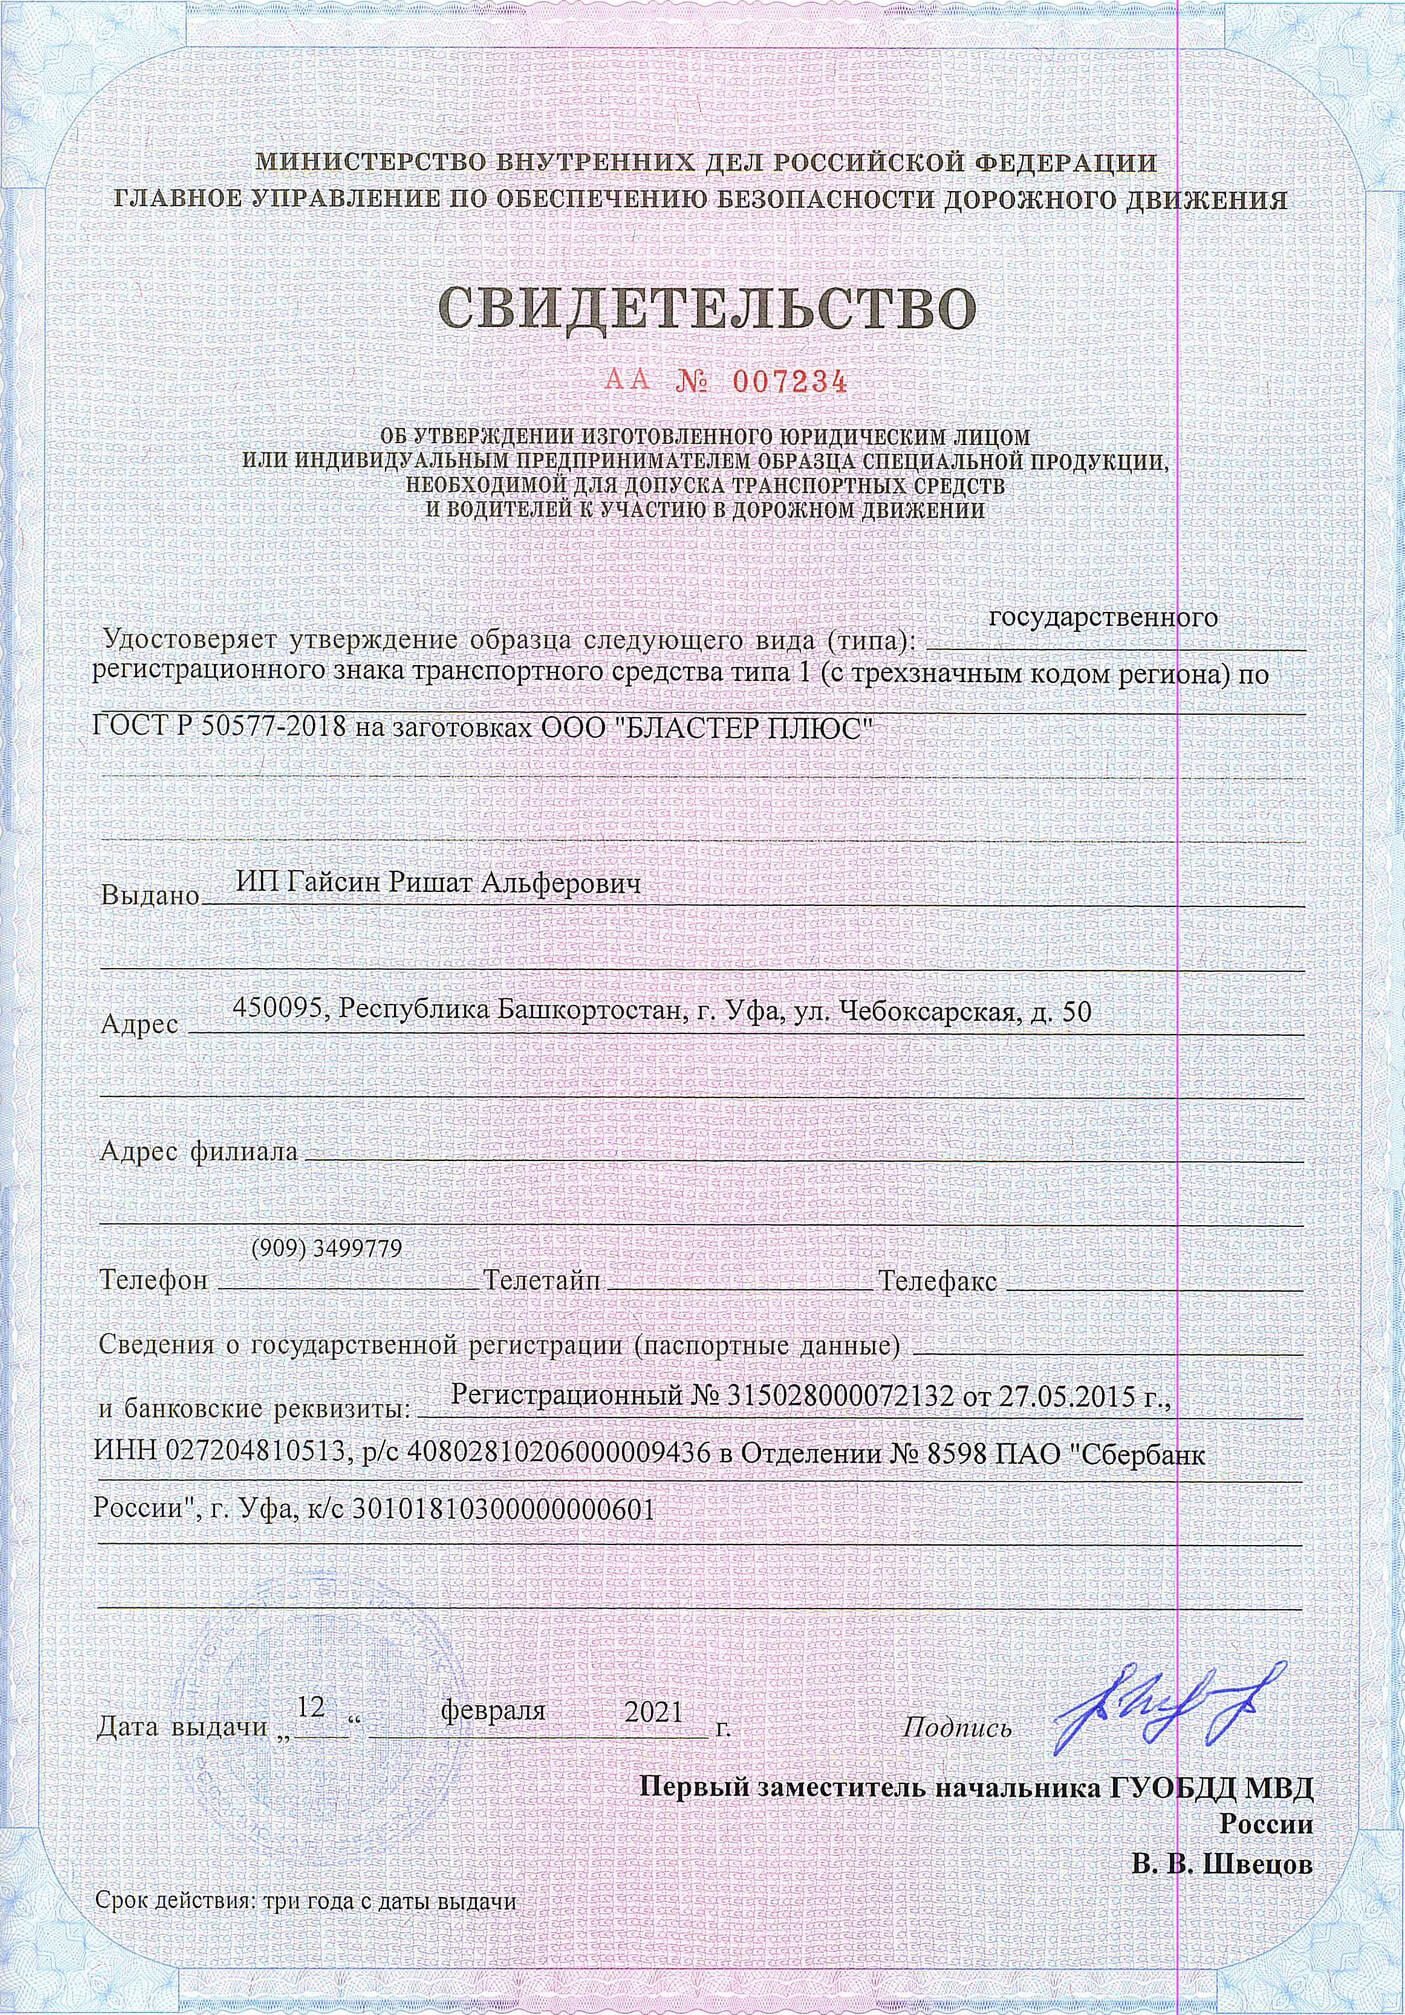 МИНИСТЕРСТВО ВНУТРЕННИХ ДЕЛ РОССИЙСКОЙ ФЕДЕРАЦИИ
ГЛАВНОЕ УПРАВЛЕНИЕ ПО ОБЕСПЕЧЕНИЮ БЕЗОПАСНОСТИ ДОРОЖНОГО ДВИЖЕНИЯ
СВИДЕТЕЛЬСТВО
АА № 007234
ОБ УТВЕРЖДЕНИИ ИЗГОТОВЛЕННОГО ЮРИДИЧЕСКИМ ЛИЦОМ
ИЛИ ИНДИВИДУАЛЬНЫМ ПРЕДПРИНИМАТЕЛЕМ ОБРАЗЦА СПЕЦИАЛЬНОЙ ПРОДУКЦИИ,
НЕОБХОДИМОЙ ДЛЯ ДОПУСКА ТРАНСПОРТНЫХ СРЕДСТВ
И ВОДИТЕЛЕЙ К УЧАСТИЮ В ДОРОЖНОМ ДВИЖЕНИИ
Удостоверяет утверждение образца следующего вида (типа): государственного
регистрационного знака транспортного средства типа 1 (с трехзначным кодом региона) по
ГОСТ Р 50577-2018 на заготовках ООО "БЛАСТЕР ПЛЮС"
Выдано ИП Гайсин Ришат Альферович
Адрес 450095, Республика Башкортостан, г. Уфа, ул. Чебоксарская, д. 50
Адрес филиала
Телефон (909) 3499779 Телетайп Телефакс
Сведения о государственной регистрации (паспортные данные)
и банковские реквизиты: Регистрационный № 315028000072132 от 27.05.2015 г.,
ИНН 027204810513, р/с 40802810206000009436 в Отделении № 8598 ПАО "Сбербанк
России", г. Уфа, к/с 30101810300000000601
Дата выдачи „ 12 “ февраля 2021 г. Подпись
Первый заместитель начальника ГУОБДД МВД
России
В. В. Швецов
Срок действия: три года с даты выдачи